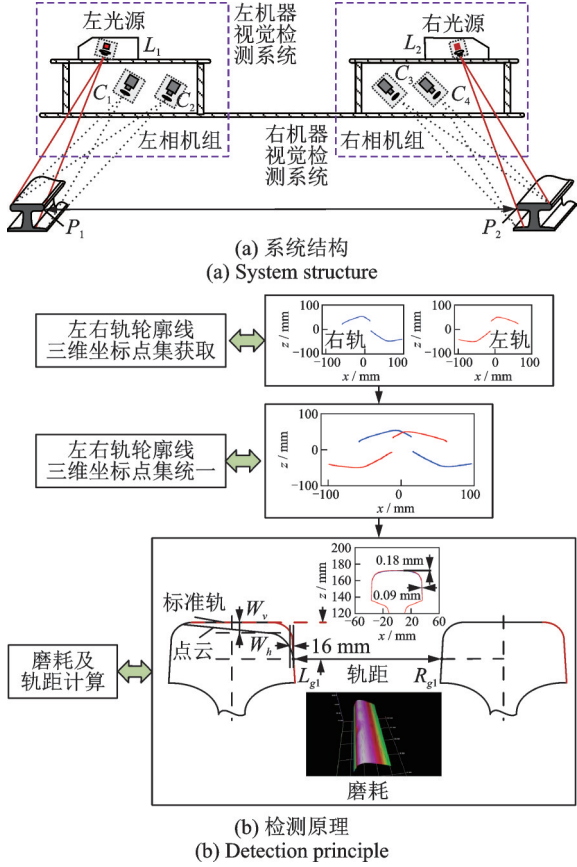 左光源
L1
左机器
视觉检
测系统
右光源
L2
C1
C2
C3
C4
左相机组
右机器
视觉检
测系统
右相机组
P1
P2
(a) 系统结构
(a) System structure
左右轨轮廓线
三维坐标点集获取
z / mm
100
0
-100
右轨
-100 0 100
x / mm
z / mm
100
0
-100
左轨
-100 0 100
x / mm
左右轨轮廓线
三维坐标点集统一
z / mm
100
0
-100
-100 -50 0 50 100
x / mm
磨耗及
轨距计算
z / mm
200
180
160
140
120
0.18 mm
0.09 mm
-60 -20 20 60
x / mm
标准轨
点云
Wv
Wh
16 mm
Lg1
轨距
Rg1
磨耗
(b) 检测原理
(b) Detection principle